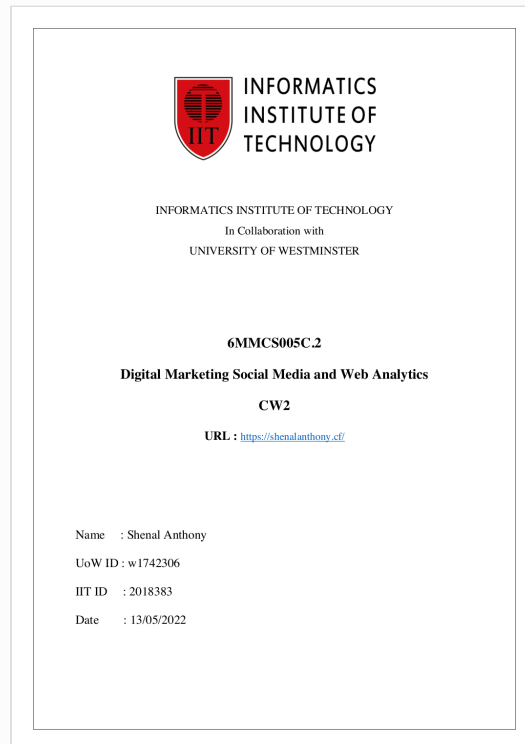 IIT
INFORMATICS
INSTITUTE OF
TECHNOLOGY
INFORMATICS INSTITUTE OF TECHNOLOGY
In Collaboration with
UNIVERSITY OF WESTMINSTER
6MMCS005C.2
Digital Marketing Social Media and Web Analytics
CW2
URL : https://shenalanthony.cf/
Name : Shenal Anthony
UoW ID : w1742306
IIT ID : 2018383
Date : 13/05/2022